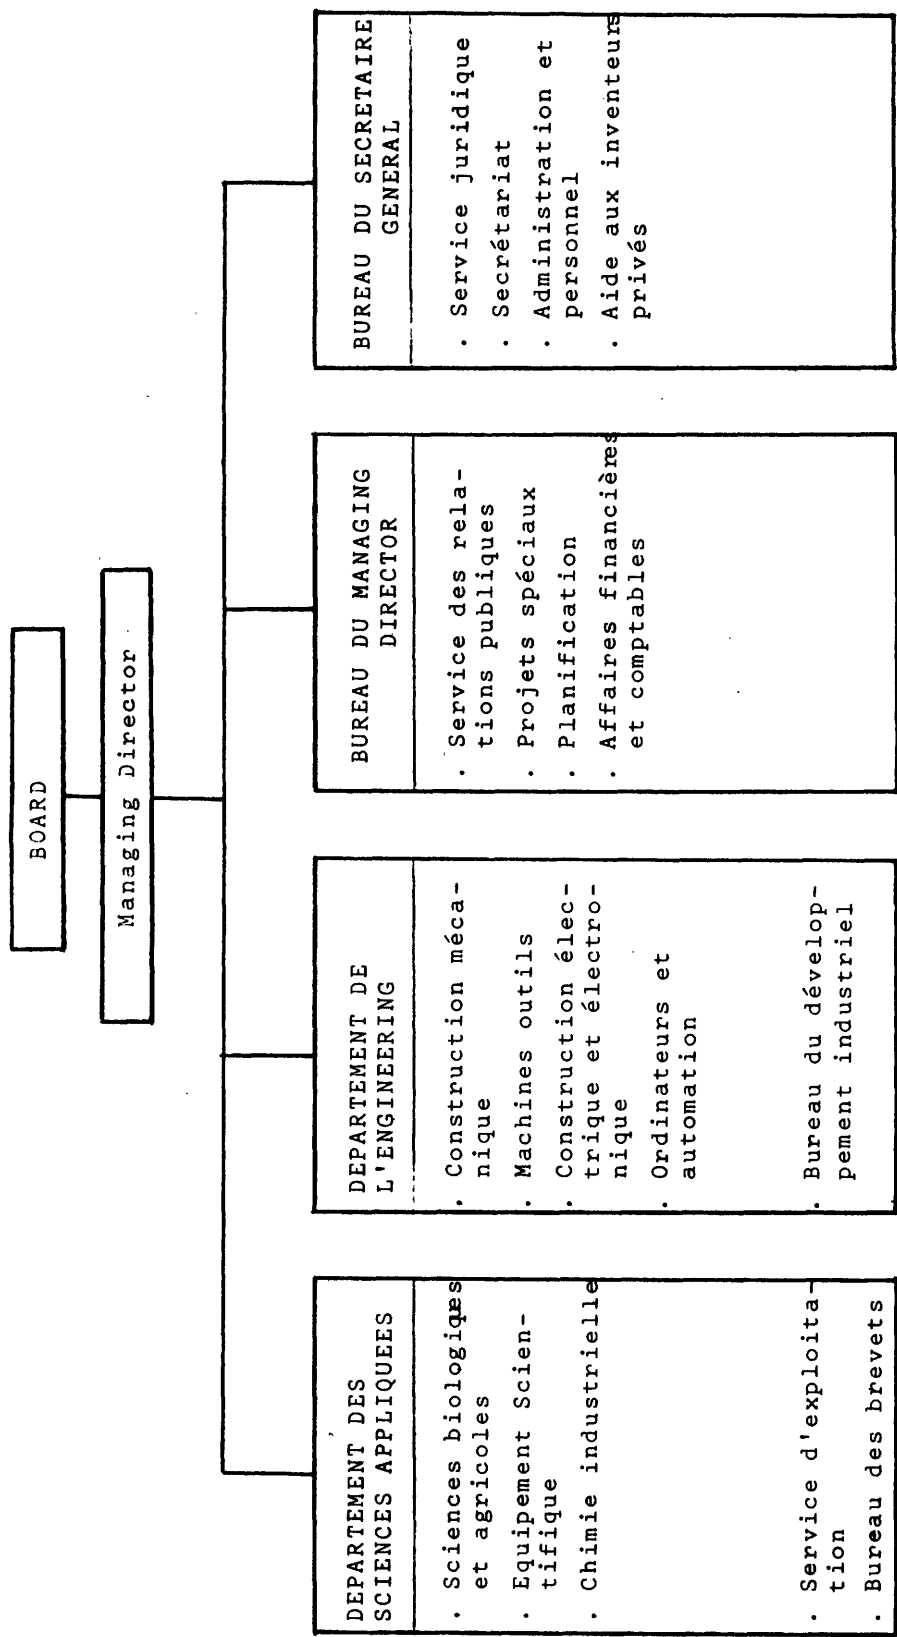 BOARD
Managing Director
DEPARTEMENT DES
SCIENCES APPLIQUEES
. Sciences biologiques
et agricoles
. Equipement Scien-
tifique
. Chimie industrielle
. Service d'exploita-
tion
. Bureau des brevets
DEPARTEMENT DE
L'ENGINEERING
. Construction méca-
nique
. Machines outils
. Construction élec-
trique et électro-
nique
. Ordinateurs et
automation
. Bureau du dévelop-
pement industriel
BUREAU DU MANAGING
DIRECTOR
. Service des rela-
tions publiques
. Projets spéciaux
. Planification
. Affaires financières
et comptables
BUREAU DU SECRETAIRE
GENERAL
. Service juridique
. Secrétariat
. Administration et
personnel
. Aide aux inventeurs
privés